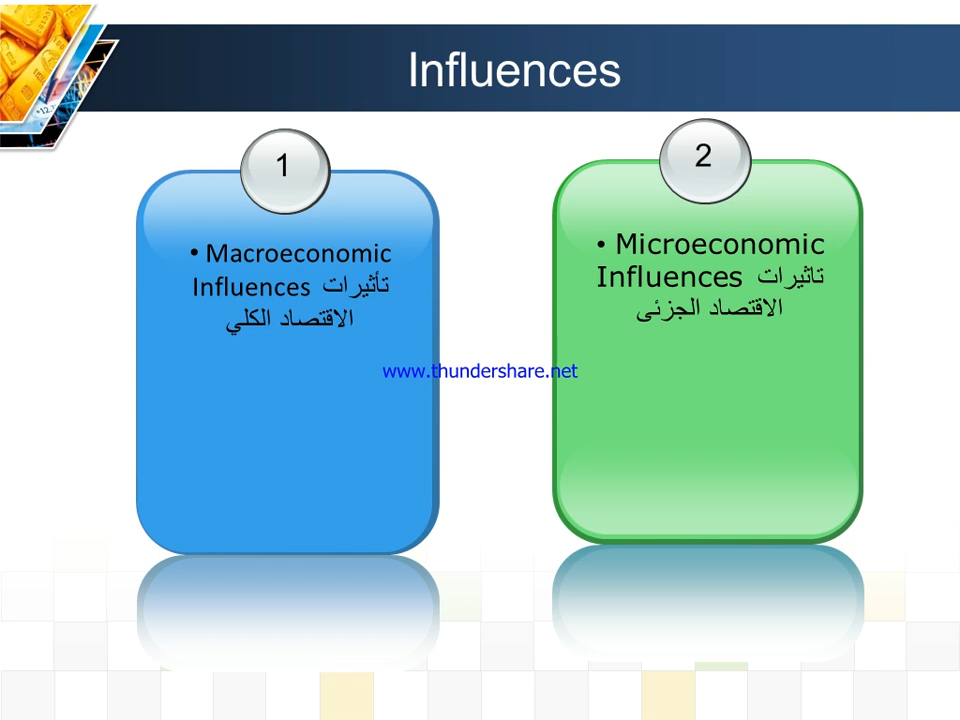 Influences
1
• Macroeconomic
Influences تأثيرات
الاقتصاد الكلي
2
• Microeconomic
Influences تاثيرات
الاقتصاد الجزئى
www.thundershare.net